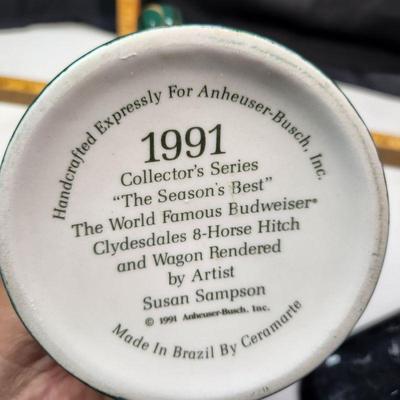 Handcrafted Expressly For Anheuser-Busch, Inc.
1991
Collector's Series
"The Season's Best"
The World Famous Budweiser®
Clydesdales 8-Horse Hitch
and Wagon Rendered
by Artist
Susan Sampson
© 1991 Anheuser-Busch, Inc.
Made In Brazil By Ceramarte